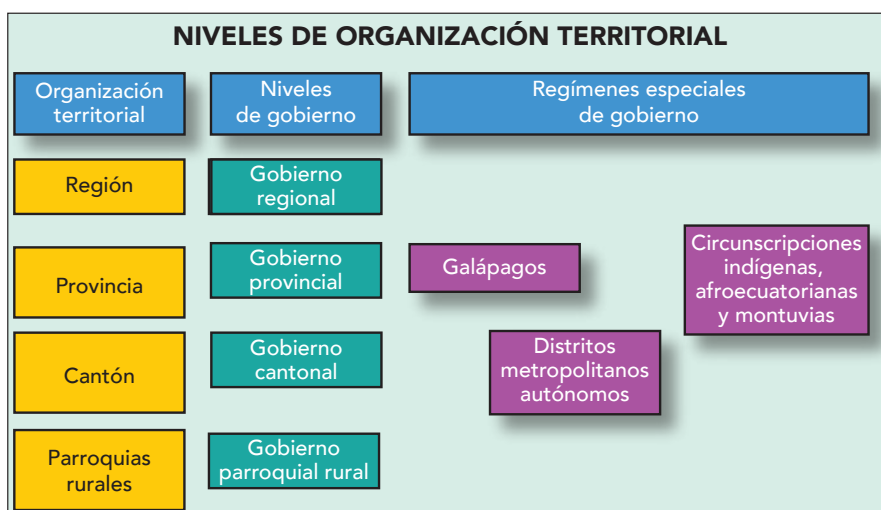 NIVELES DE ORGANIZACIÓN TERRITORIAL
Organización
territorial
Niveles
de gobierno
Regímenes especiales
de gobierno
Región
Gobierno
regional
Provincia
Gobierno
provincial
Galápagos
Circunscripciones
indígenas,
afroecuatorianas
y montuvias
Cantón
Gobierno
cantonal
Distritos
metropolitanos
autónomos
Parroquias
rurales
Gobierno
parroquial rural